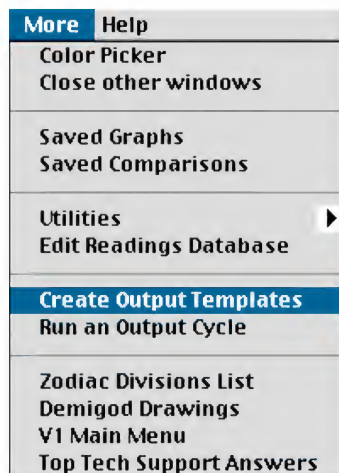 More Help
Color Picker
Close other windows
Saved Graphs
Saved Comparisons
Utilities
Edit Readings Database
Create Output Templates
Run an Output Cycle
Zodiac Divisions List
Demigod Drawings
V1 Main Menu
Top Tech Support Answers